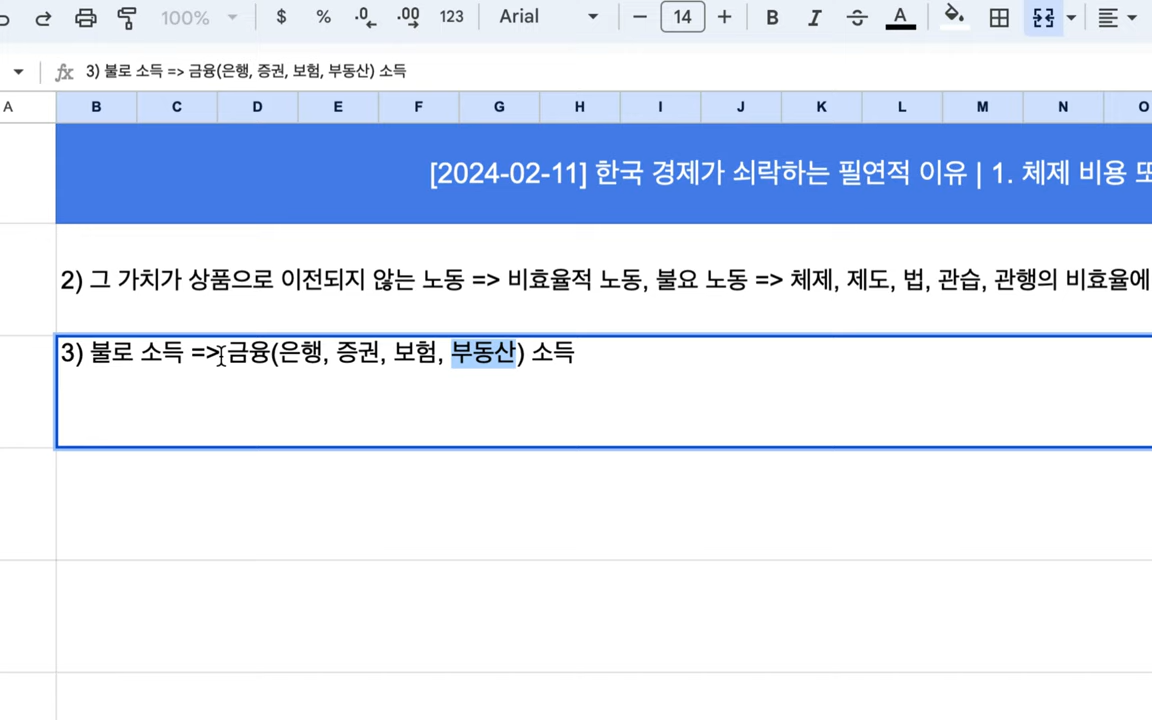 100% $ % .0 .00 123 Arial 14 B I S A
fx 3) 불로 소득 => 금융(은행, 증권, 보험, 부동산) 소득
A B C D E F G H I J K L M N O
[2024-02-11] 한국 경제가 쇠락하는 필연적 이유 | 1. 체제 비용 또
2) 그 가치가 상품으로 이전되지 않는 노동 => 비효율적 노동, 불요 노동 => 체제, 제도, 법, 관습, 관행의 비효율에
3) 불로 소득 => 금융(은행, 증권, 보험, 부동산) 소득